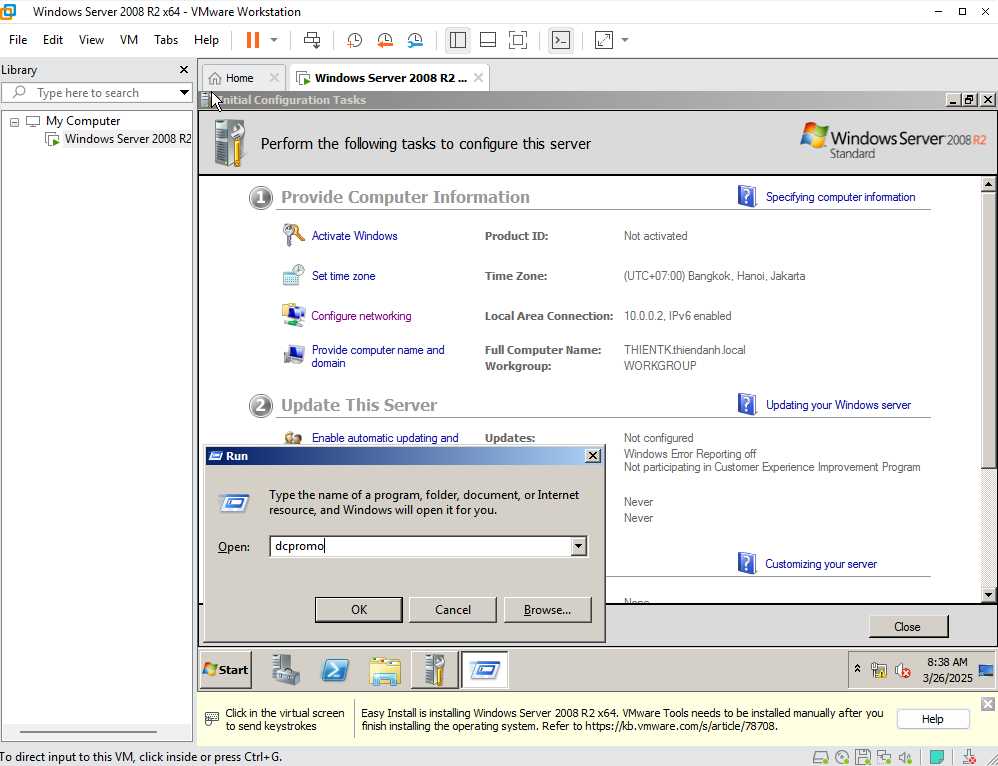 Windows Server 2008 R2 x64 - VMware Workstation
File Edit View VM Tabs Help
Library
Type here to search
My Computer
Windows Server 2008 R2
Home
Windows Server 2008 R2 ...
Initial Configuration Tasks
Perform the following tasks to configure this server
Windows Server 2008 R2
Standard
1 Provide Computer Information
Specifying computer information
Activate Windows Product ID: Not activated
Set time zone Time Zone: (UTC+07:00) Bangkok, Hanoi, Jakarta
Configure networking Local Area Connection: 10.0.0.2, IPv6 enabled
Provide computer name and Full Computer Name: THIENTK.thiendanh.local
domain Workgroup: WORKGROUP
2 Update This Server
Updating your Windows server
Enable automatic updating and Updates: Not configured
Windows Error Reporting off
Not participating in Customer Experience Improvement Program
Never
Never
Customizing your server
None
Close
Run
Type the name of a program, folder, document, or Internet
resource, and Windows will open it for you.
Open: dcpromo
OK Cancel Browse...
Start
8:38 AM
3/26/2025
Click in the virtual screen
to send keystrokes
Easy Install is installing Windows Server 2008 R2 x64. VMware Tools needs to be installed manually after you
finish installing the operating system. Refer to https://kb.vmware.com/s/article/78708.
Help
To direct input to this VM, click inside or press Ctrl+G.